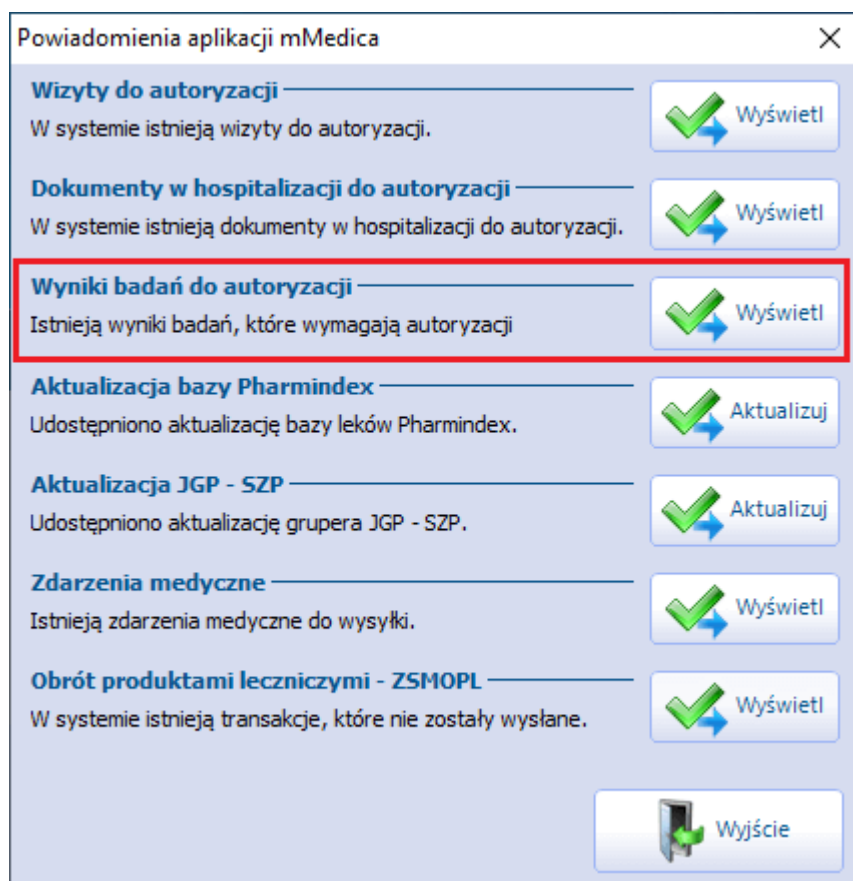 Powiadomienia aplikacji mMedica
Wizyty do autoryzacji
W systemie istnieją wizyty do autoryzacji.
Wyświetl
Dokumenty w hospitalizacji do autoryzacji
W systemie istnieją dokumenty w hospitalizacji do autoryzacji.
Wyświetl
Wyniki badań do autoryzacji
Istnieją wyniki badań, które wymagają autoryzacji
Wyświetl
Aktualizacja bazy Pharmindex
Udostępniono aktualizację bazy leków Pharmindex.
Aktualizuj
Aktualizacja JGP - SZP
Udostępniono aktualizację grupera JGP - SZP.
Aktualizuj
Zdarzenia medyczne
Istnieją zdarzenia medyczne do wysyłki.
Wyświetl
Obrót produktami leczniczymi - ZSMOPL
W systemie istnieją transakcje, które nie zostały wysłane.
Wyświetl
Wyjście